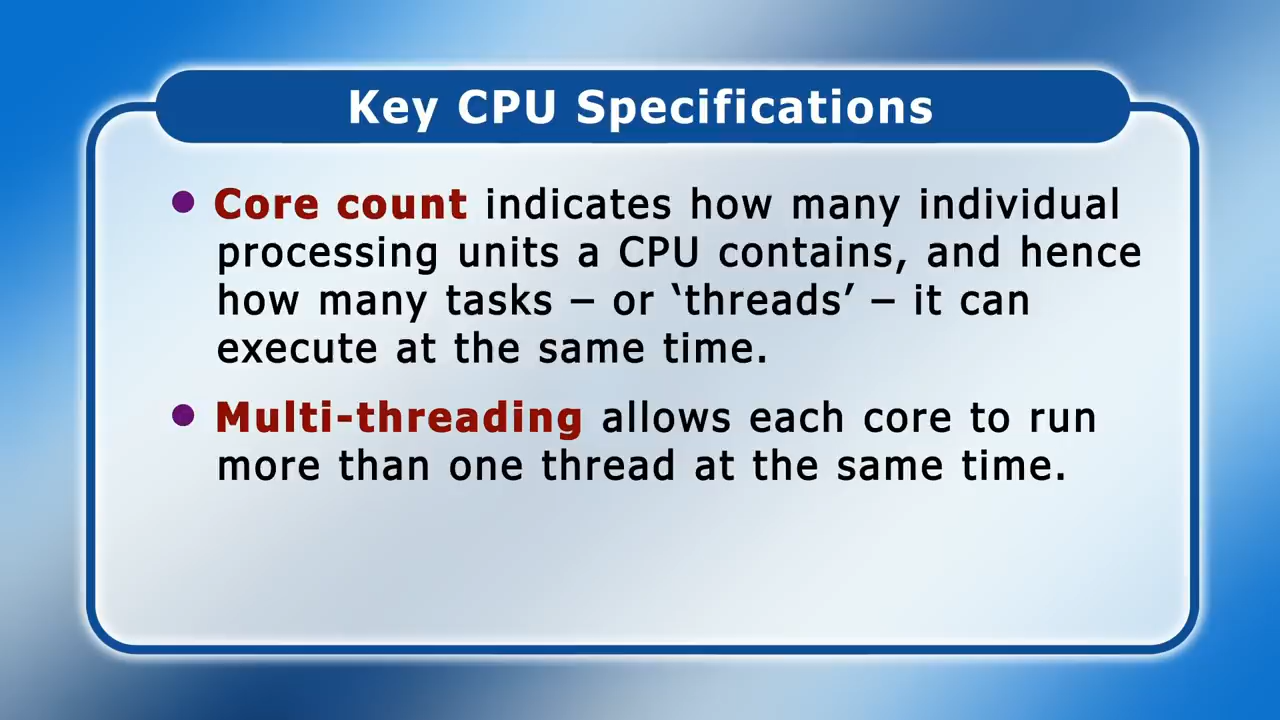 Key CPU Specifications
• Core count indicates how many individual
processing units a CPU contains, and hence
how many tasks – or ‘threads’ – it can
execute at the same time.
• Multi-threading allows each core to run
more than one thread at the same time.